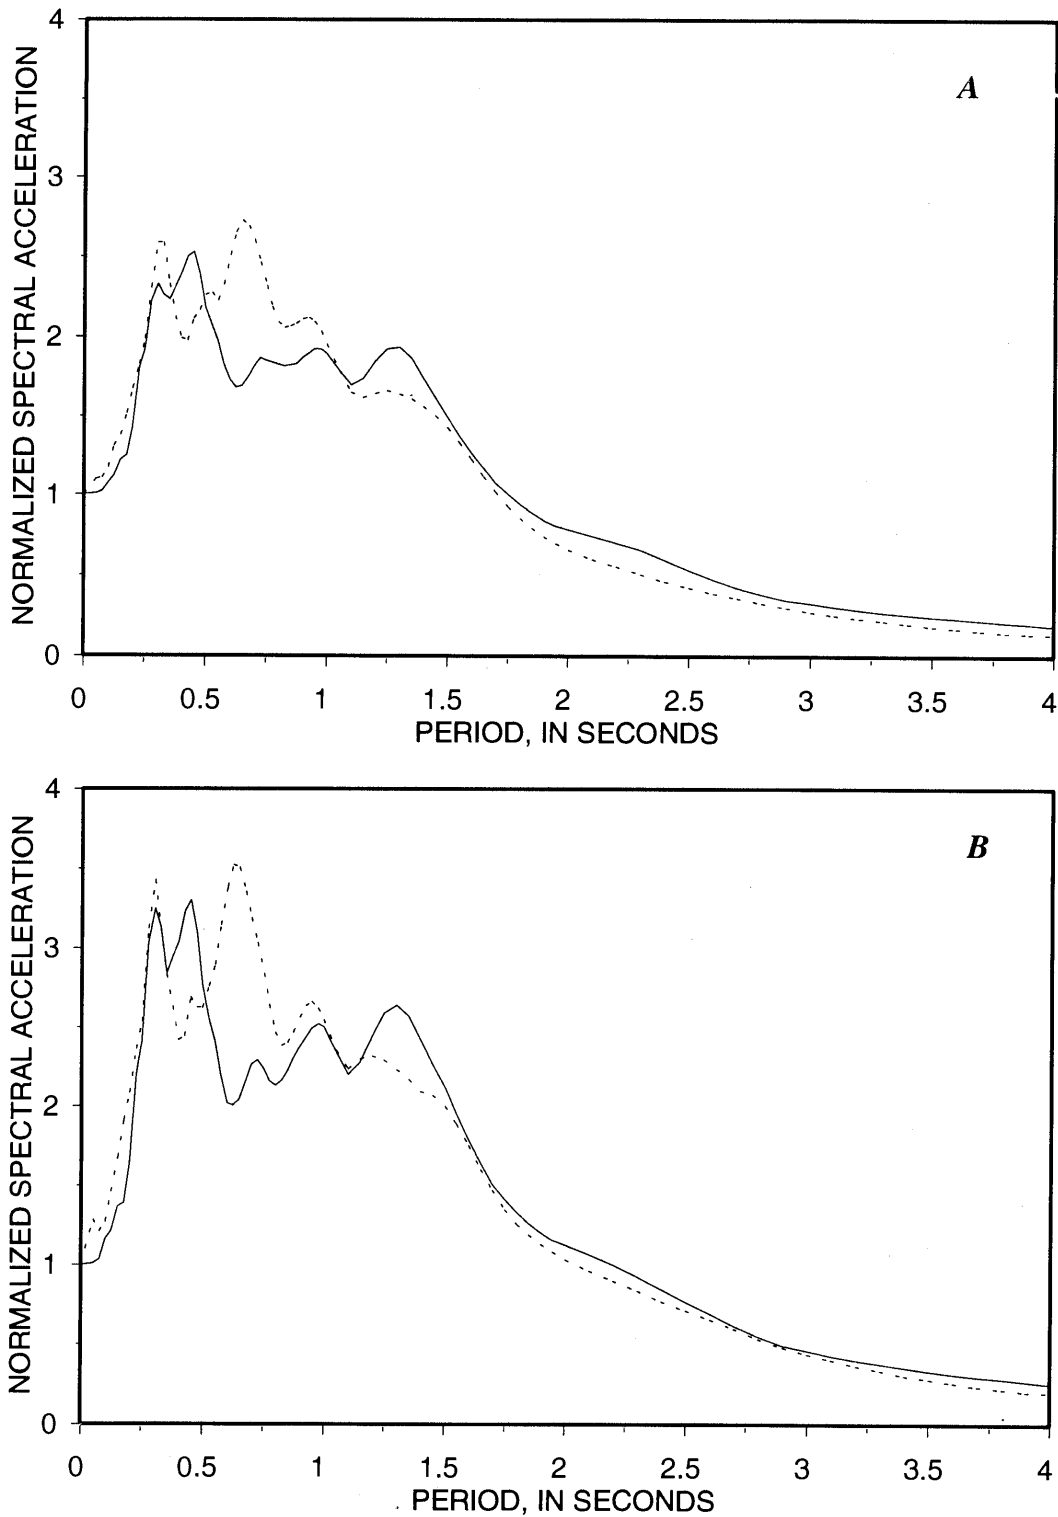 4
A
3
2
1
0
NORMALIZED SPECTRAL ACCELERATION
0 0.5 1 1.5 2 2.5 3 3.5 4
PERIOD, IN SECONDS
4
B
3
2
1
0
NORMALIZED SPECTRAL ACCELERATION
0 0.5 1 1.5 2 2.5 3 3.5 4
PERIOD, IN SECONDS